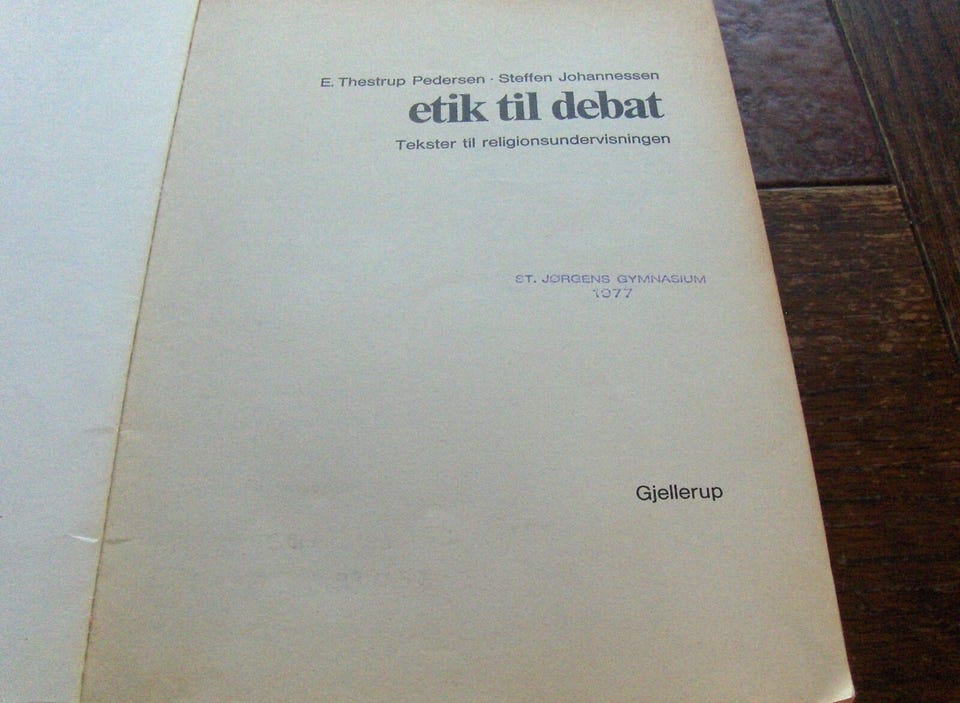 E. Thestrup Pedersen · Steffen Johannessen
etik til debat
Tekster til religionsundervisningen
ST. JØRGENS GYMNASIUM
1977
Gjellerup